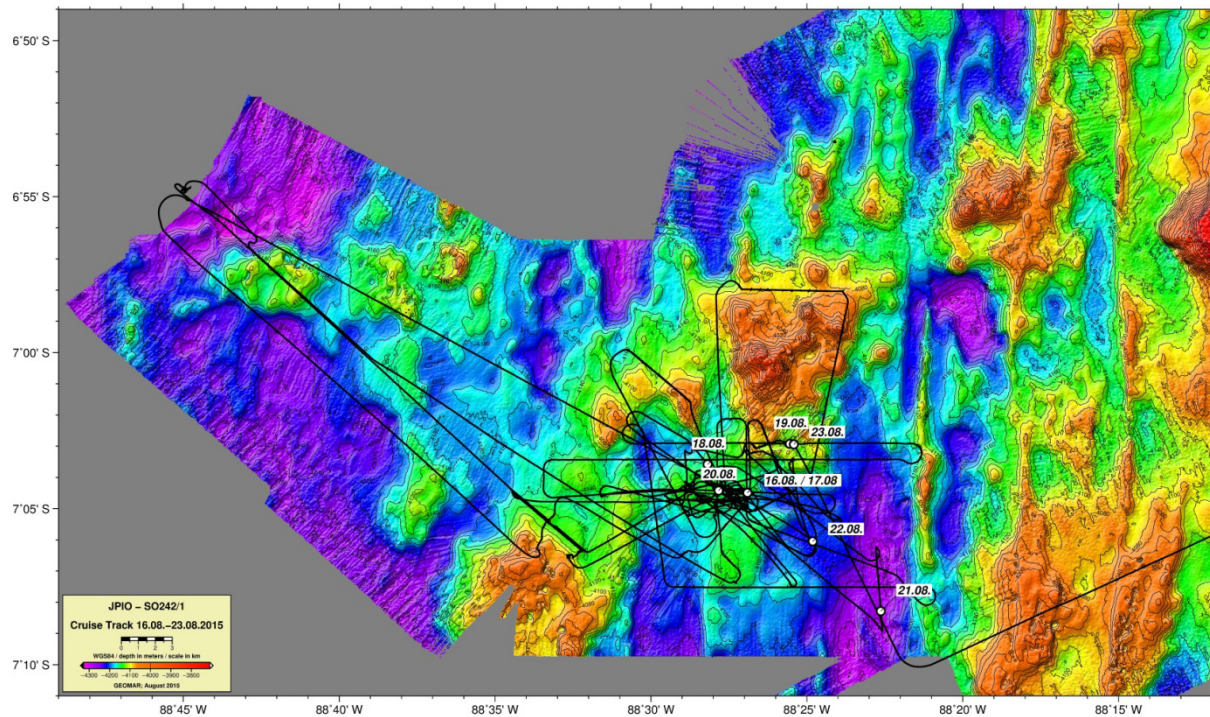 6°50' S
6°55' S
7°00' S
7°05' S
7°10' S
18.08.
19.08.
23.08.
20.08.
16.08. / 17.08
22.08.
21.08.
JPIO – SO242/1
Cruise Track 16.08.–23.08.2015
0 1 2 3
WGS84 / depth in meters / scale in km
−4300 −4200 −4100 −4000 −3900 −3800
GEOMAR; August 2015
88°45' W 88°40' W 88°35' W 88°30' W 88°25' W 88°20' W 88°15' W